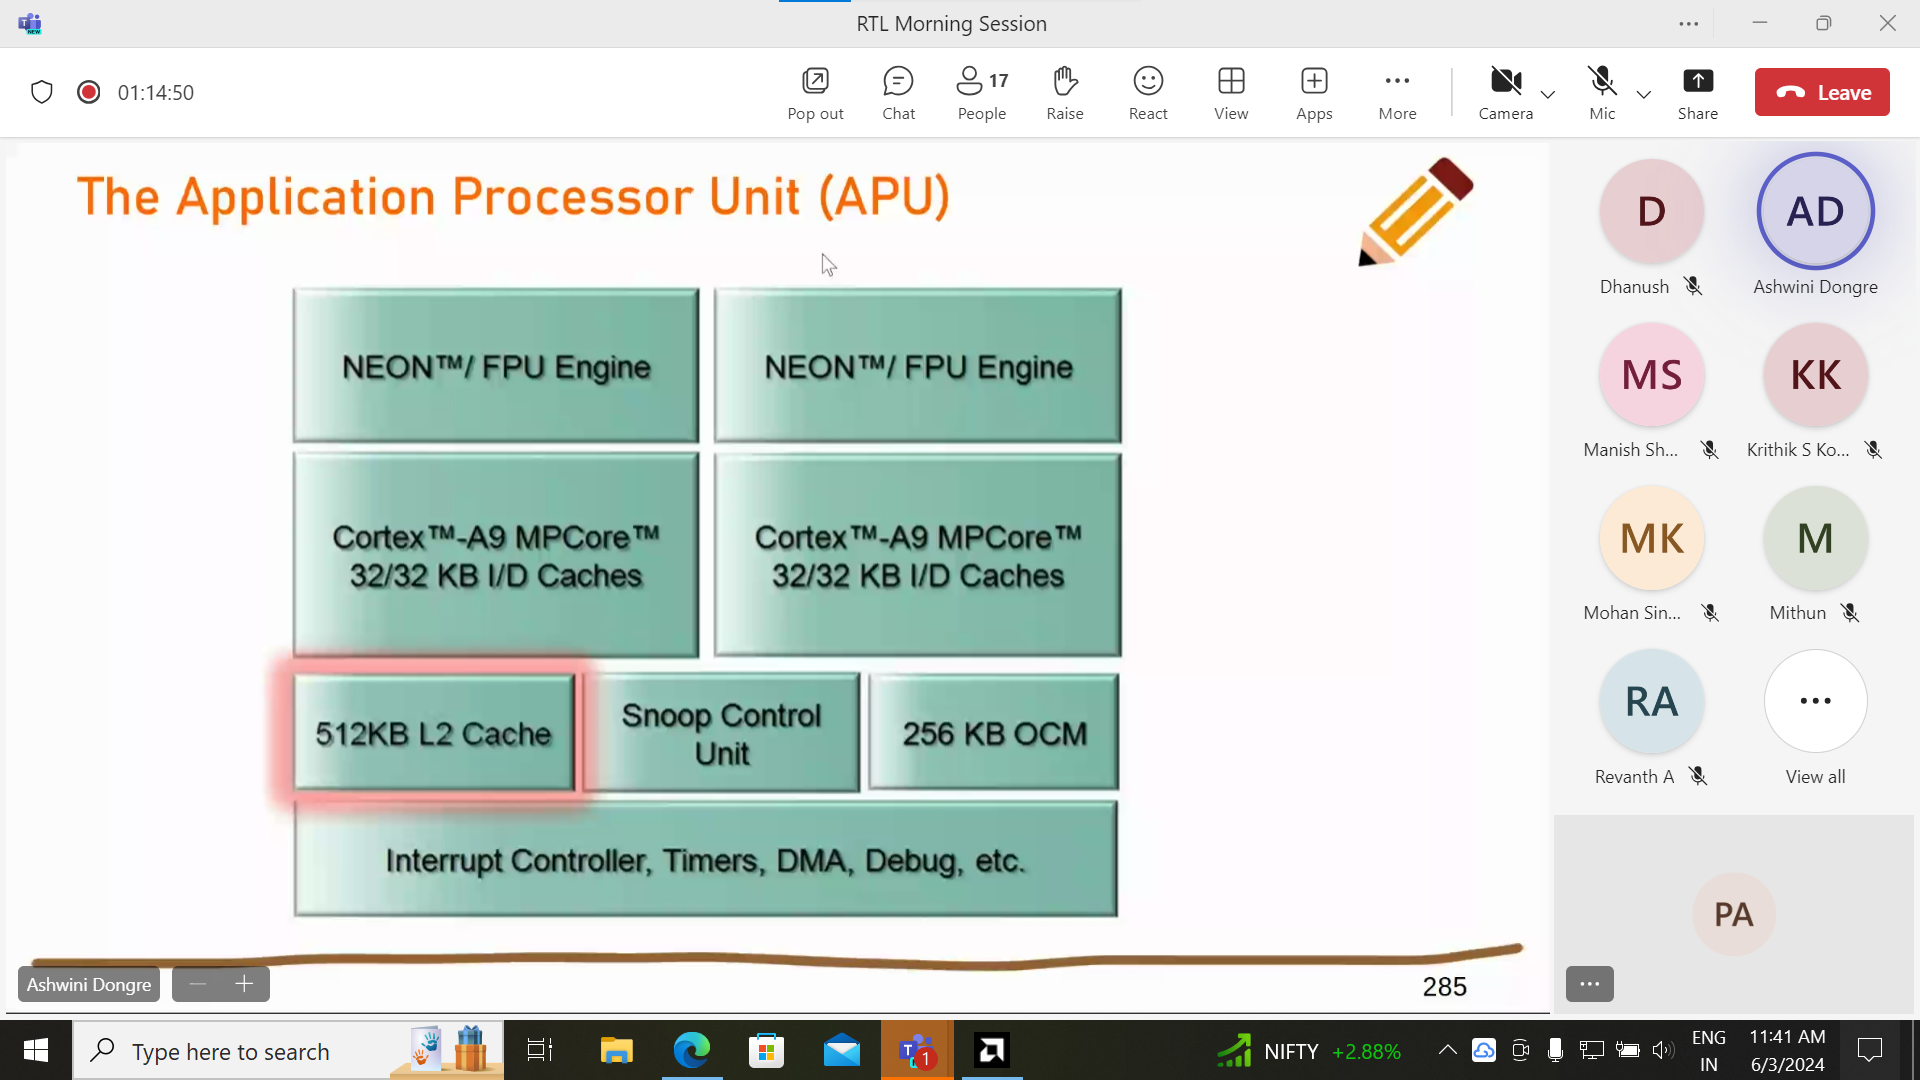 RTL Morning Session
NEW
01:14:50
Pop out
Chat
17
People
Raise
React
View
Apps
More
Camera
Mic
Share
Leave
The Application Processor Unit (APU)
NEON™/ FPU Engine
NEON™/ FPU Engine
Cortex™-A9 MPCore™
32/32 KB I/D Caches
Cortex™-A9 MPCore™
32/32 KB I/D Caches
512KB L2 Cache
Snoop Control
Unit
256 KB OCM
Interrupt Controller, Timers, DMA, Debug, etc.
Ashwini Dongre
285
D
Dhanush
AD
Ashwini Dongre
MS
Manish Sh...
KK
Krithik S Ko...
MK
Mohan Sin...
M
Mithun
RA
Revanth A
View all
PA
Type here to search
1
NIFTY +2.88%
ENG
IN
11:41 AM
6/3/2024